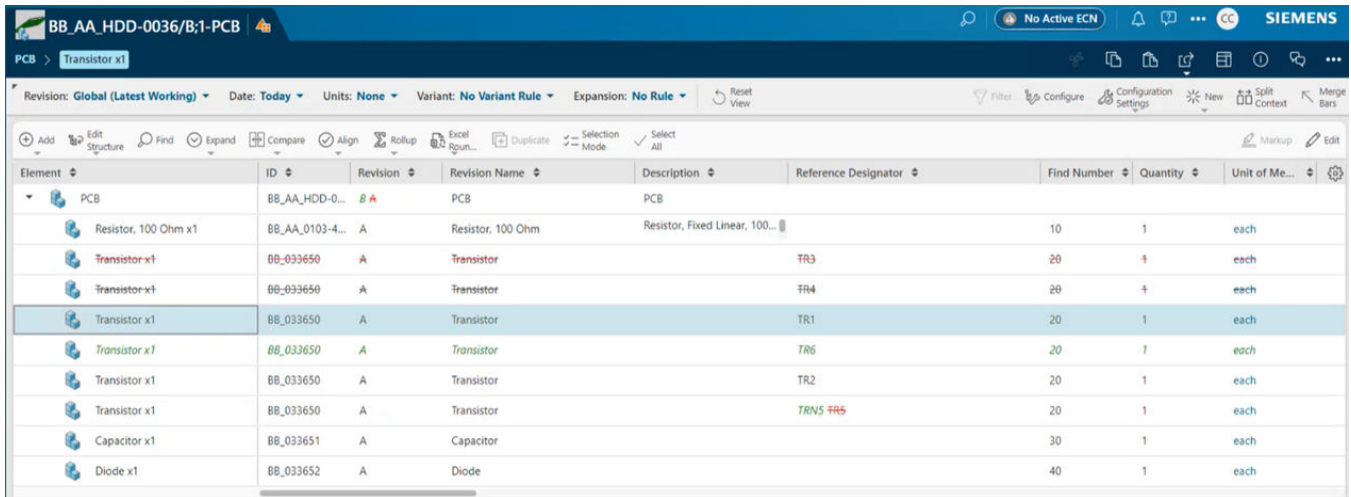 BB_AA_HDD-0036/B;1-PCB No Active ECN CC SIEMENS
PCB > Transistor x1
Revision: Global (Latest Working) Date: Today Units: None Variant: No Variant Rule Expansion: No Rule Reset View Filter Configure Configuration Settings New Split Context Merge Bars
Add Edit Structure Find Expand Compare Align Rollup Excel Roun... Duplicate Selection Mode Select All Markup Edit
Element ID Revision Revision Name Description Reference Designator Find Number Quantity Unit of Me...
PCB BB_AA_HDD-0... B A PCB PCB
Resistor, 100 Ohm x1 BB_AA_0103-4... A Resistor, 100 Ohm Resistor, Fixed Linear, 100... 10 1 each
Transistor x1 BB_033650 A Transistor TR3 20 1 each
Transistor x1 BB_033650 A Transistor TR4 20 1 each
Transistor x1 BB_033650 A Transistor TR1 20 1 each
Transistor x1 BB_033650 A Transistor TR6 20 1 each
Transistor x1 BB_033650 A Transistor TR2 20 1 each
Transistor x1 BB_033650 A Transistor TRN5 TR5 20 1 each
Capacitor x1 BB_033651 A Capacitor 30 1 each
Diode x1 BB_033652 A Diode 40 1 each